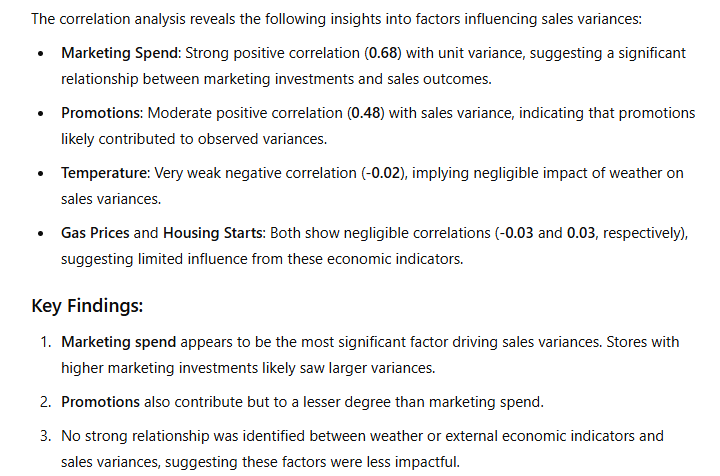 The correlation analysis reveals the following insights into factors influencing sales variances:
• Marketing Spend: Strong positive correlation (0.68) with unit variance, suggesting a significant
relationship between marketing investments and sales outcomes.
• Promotions: Moderate positive correlation (0.48) with sales variance, indicating that promotions
likely contributed to observed variances.
• Temperature: Very weak negative correlation (-0.02), implying negligible impact of weather on
sales variances.
• Gas Prices and Housing Starts: Both show negligible correlations (-0.03 and 0.03, respectively),
suggesting limited influence from these economic indicators.
Key Findings:
1. Marketing spend appears to be the most significant factor driving sales variances. Stores with
higher marketing investments likely saw larger variances.
2. Promotions also contribute but to a lesser degree than marketing spend.
3. No strong relationship was identified between weather or external economic indicators and
sales variances, suggesting these factors were less impactful.